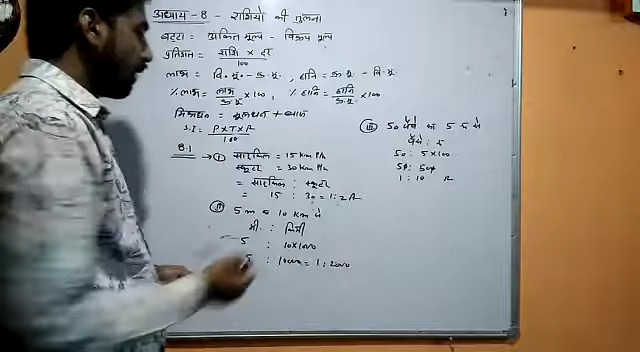 अध्याय - 8 - राशियों की तुलना
बट्टा = अंकित मूल्य - विक्रय मूल्य
प्रतिशत = राशि × दर / 100
लाभ = वि. मू. - क्र. मू. , हानि = क्र. मू - वि. मू.
% लाभ = लाभ / क्र. मू × 100 , % हानि = हानि / क्र. मू × 100
मिश्रधन = मूलधन + ब्याज
S.I = P×T×R / 100
8.1 → (I) साइकिल = 15 km P/h
स्कूटर = 30 km P/h
= साइकिल : स्कूटर
= 15 : 30 = 1 : 2
(II) 5 m 10 km से
मी. : किमी
5 : 10×1000
5 : 10000 = 1 : 2000
(III) 50 पैसे का 5 रु से
पैसे : रु
50 : 5×100
50 : 500
1 : 10